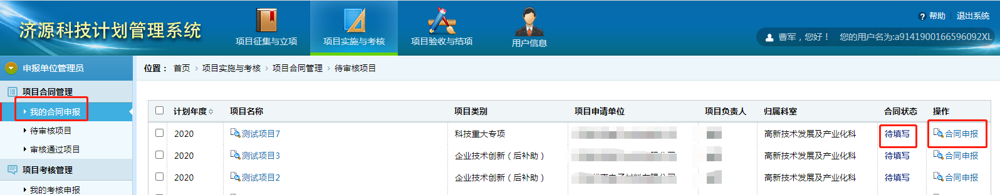 济源科技计划管理系统
项目征集与立项
项目实施与考核
项目验收与结项
用户信息
帮助
退出系统
曹军，您好！ 您的用户名为:a9141900166596092XL
申报单位管理员
位置： 首页 > 项目实施与考核 > 项目合同管理 > 待审核项目
项目合同管理
我的合同申报
待审核项目
审核通过项目
项目考核管理
我的考核申报
计划年度 项目名称 项目类别 项目申请单位 项目负责人 归属科室 合同状态 操作
2020 测试项目7 科技重大专项 高新技术发展及产业化科 待填写 合同申报
2020 测试项目3 企业技术创新（后补助） 高新技术发展及产业化科 待填写 合同申报
2020 测试项目2 企业技术创新（后补助） 高新技术发展及产业化科 待填写 合同申报